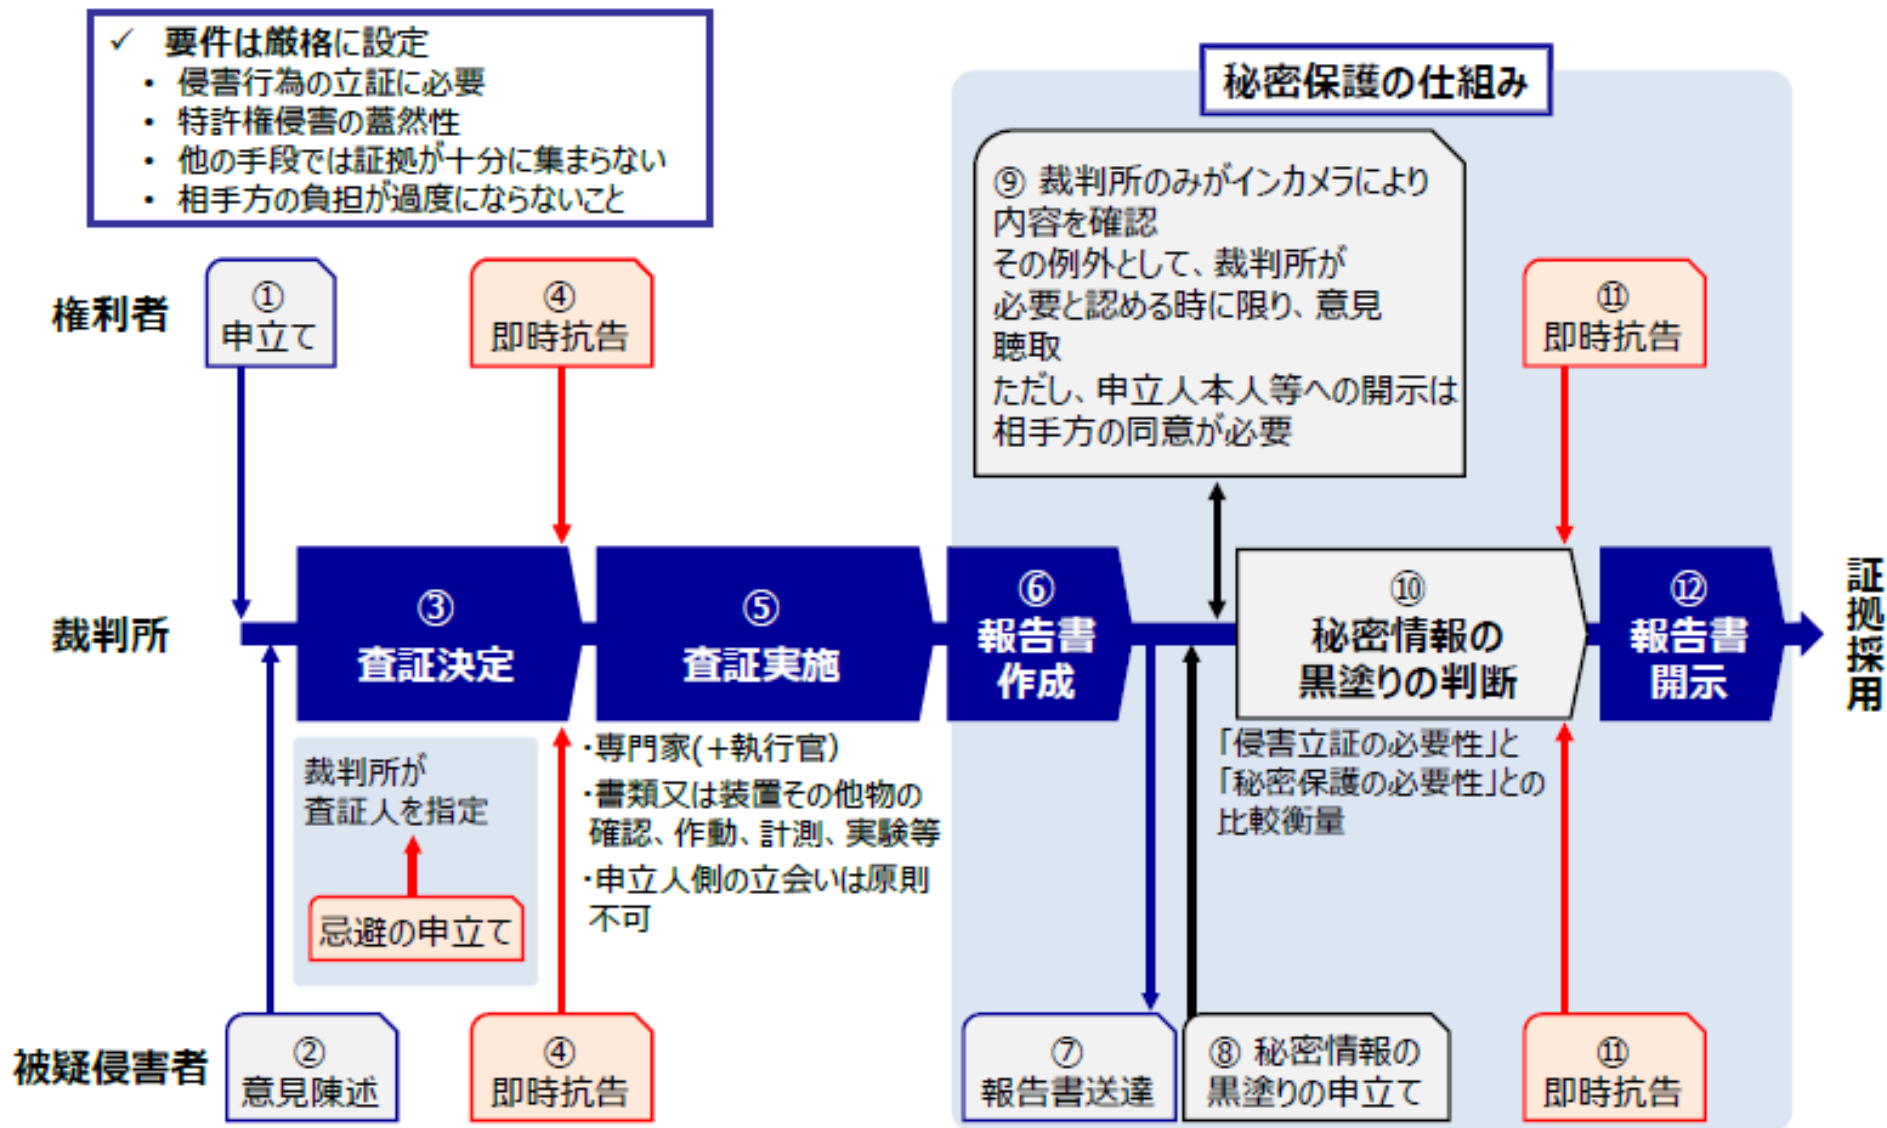 ✓ 要件は厳格に設定
・ 侵害行為の立証に必要
・ 特許権侵害の蓋然性
・ 他の手段では証拠が十分に集まらない
・ 相手方の負担が過度にならないこと
秘密保護の仕組み
⑨ 裁判所のみがインカメラにより
内容を確認
その例外として、裁判所が
必要と認める時に限り、意見
聴取
ただし、申立人本人等への開示は
相手方の同意が必要
権利者
①
申立て
④
即時抗告
⑪
即時抗告
裁判所
③
査証決定
⑤
査証実施
⑥
報告書
作成
⑩
秘密情報の
黒塗りの判断
⑫
報告書
開示
証拠採用
裁判所が
査証人を指定
忌避の申立て
・専門家(+執行官)
・書類又は装置その他物の
確認、作動、計測、実験等
・申立人側の立会いは原則
不可
「侵害立証の必要性」と
「秘密保護の必要性」との
比較衡量
被疑侵害者
②
意見陳述
④
即時抗告
⑦
報告書送達
⑧ 秘密情報の
黒塗りの申立て
⑪
即時抗告